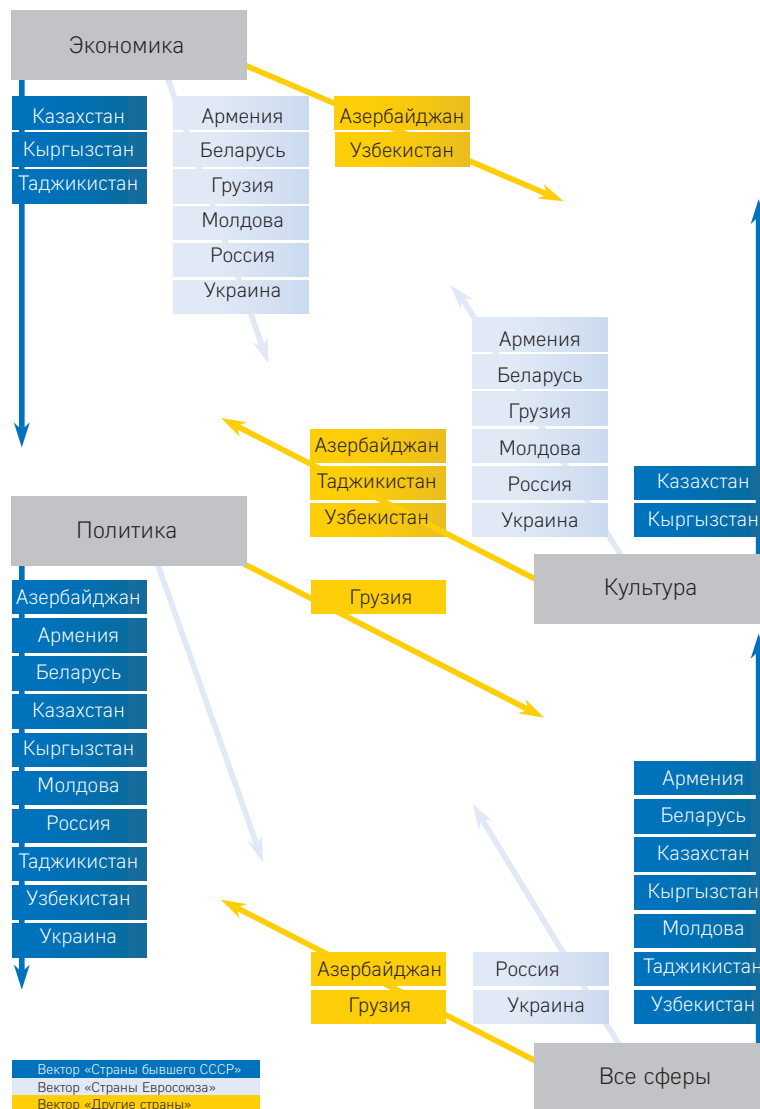 Экономика
Казахстан
Кыргызстан
Таджикистан
Армения
Беларусь
Грузия
Молдова
Россия
Украина
Азербайджан
Узбекистан
Армения
Беларусь
Грузия
Молдова
Россия
Украина
Азербайджан
Таджикистан
Узбекистан
Казахстан
Кыргызстан
Культура
Политика
Азербайджан
Армения
Беларусь
Казахстан
Кыргызстан
Молдова
Россия
Таджикистан
Узбекистан
Украина
Грузия
Армения
Беларусь
Казахстан
Кыргызстан
Молдова
Таджикистан
Узбекистан
Азербайджан
Грузия
Россия
Украина
Все сферы
Вектор «Страны бывшего СССР»
Вектор «Страны Евросоюза»
Вектор «Другие страны»